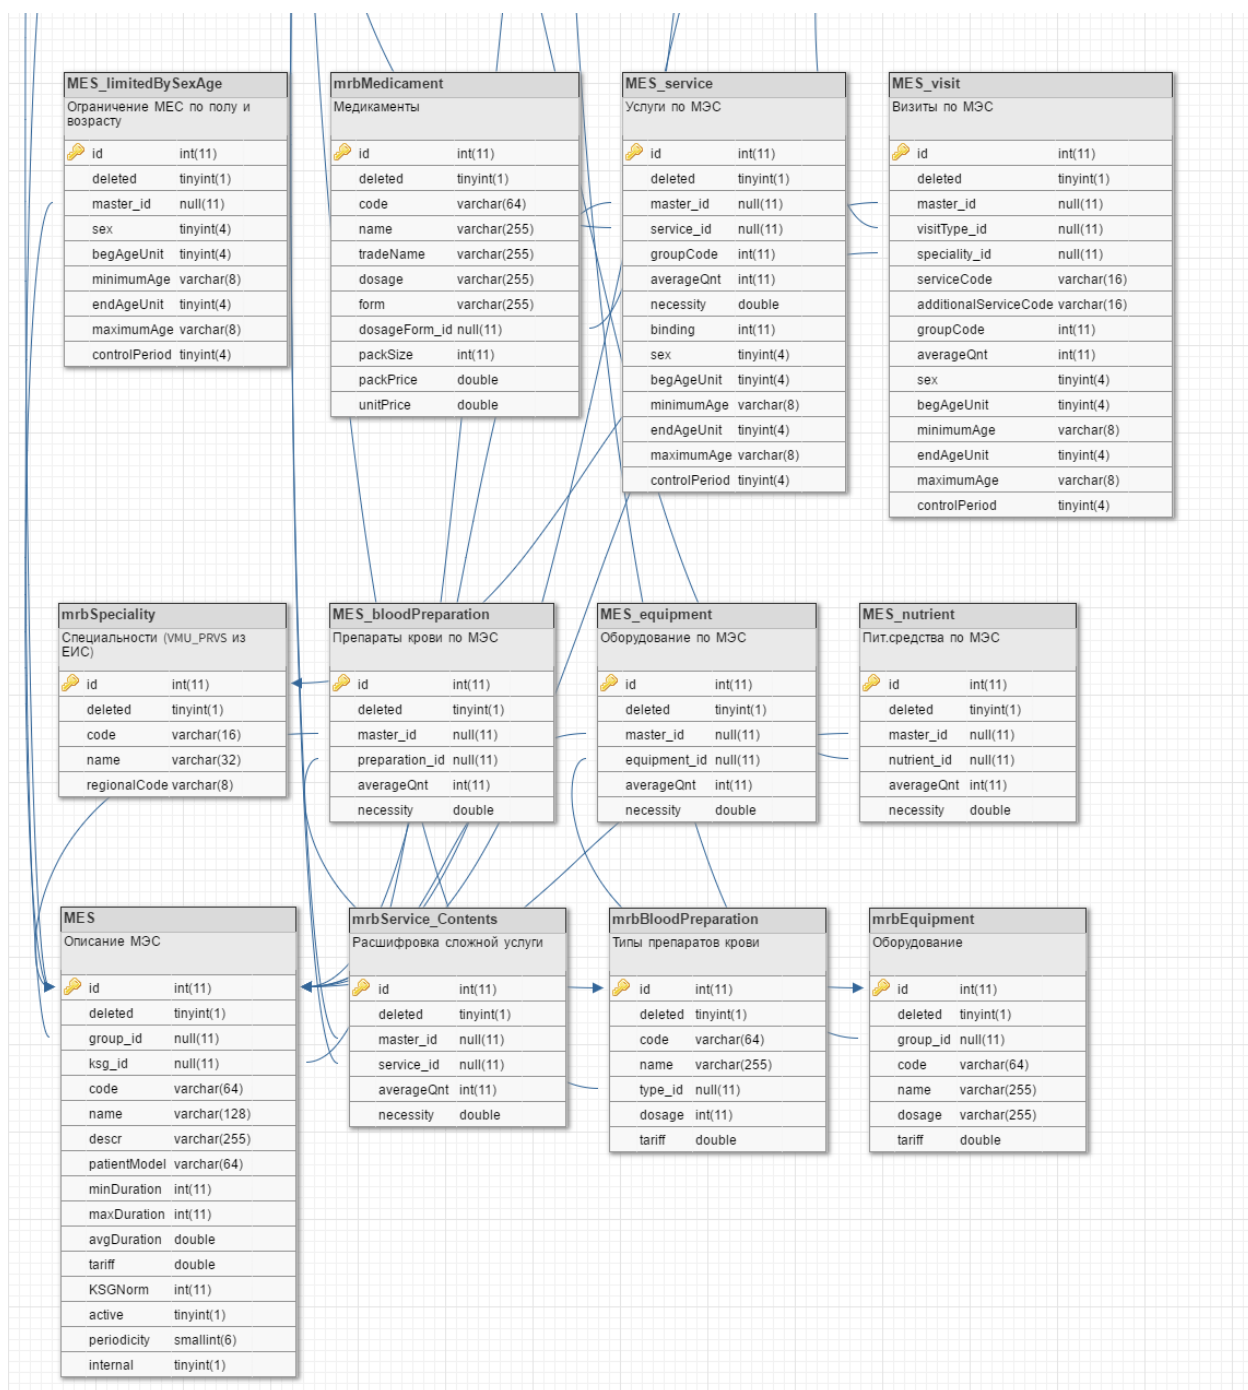 MES_limitedBySexAge
Ограничение МЕС по полу и
возрасту
id int(11)
deleted tinyint(1)
master_id null(11)
sex tinyint(4)
begAgeUnit tinyint(4)
minimumAge varchar(8)
endAgeUnit tinyint(4)
maximumAge varchar(8)
controlPeriod tinyint(4)
mrbMedicament
Медикаменты
id int(11)
deleted tinyint(1)
code varchar(64)
name varchar(255)
tradeName varchar(255)
dosage varchar(255)
form varchar(255)
dosageForm_id null(11)
packSize int(11)
packPrice double
unitPrice double
MES_service
Услуги по МЭС
id int(11)
deleted tinyint(1)
master_id null(11)
service_id null(11)
groupCode int(11)
averageQnt int(11)
necessity double
binding int(11)
sex tinyint(4)
begAgeUnit tinyint(4)
minimumAge varchar(8)
endAgeUnit tinyint(4)
maximumAge varchar(8)
controlPeriod tinyint(4)
MES_visit
Визиты по МЭС
id int(11)
deleted tinyint(1)
master_id null(11)
visitType_id null(11)
speciality_id null(11)
serviceCode varchar(16)
additionalServiceCode varchar(16)
groupCode int(11)
averageQnt int(11)
sex tinyint(4)
begAgeUnit tinyint(4)
minimumAge varchar(8)
endAgeUnit tinyint(4)
maximumAge varchar(8)
controlPeriod tinyint(4)
mrbSpeciality
Специальности (VMU_PRVS из
ЕИС)
id int(11)
deleted tinyint(1)
code varchar(16)
name varchar(32)
regionalCode varchar(8)
MES_bloodPreparation
Препараты крови по МЭС
id int(11)
deleted tinyint(1)
master_id null(11)
preparation_id null(11)
averageQnt int(11)
necessity double
MES_equipment
Оборудование по МЭС
id int(11)
deleted tinyint(1)
master_id null(11)
equipment_id null(11)
averageQnt int(11)
necessity double
MES_nutrient
Пит.средства по МЭС
id int(11)
deleted tinyint(1)
master_id null(11)
nutrient_id null(11)
averageQnt int(11)
necessity double
MES
Описание МЭС
id int(11)
deleted tinyint(1)
group_id null(11)
ksg_id null(11)
code varchar(64)
name varchar(128)
descr varchar(255)
patientModel varchar(64)
minDuration int(11)
maxDuration int(11)
avgDuration double
tariff double
KSGNorm int(11)
active tinyint(1)
periodicity smallint(6)
internal tinyint(1)
mrbService_Contents
Расшифровка сложной услуги
id int(11)
deleted tinyint(1)
master_id null(11)
service_id null(11)
averageQnt int(11)
necessity double
mrbBloodPreparation
Типы препаратов крови
id int(11)
deleted tinyint(1)
code varchar(64)
name varchar(255)
type_id null(11)
dosage int(11)
tariff double
mrbEquipment
Оборудование
id int(11)
deleted tinyint(1)
group_id null(11)
code varchar(64)
name varchar(255)
dosage varchar(255)
tariff double